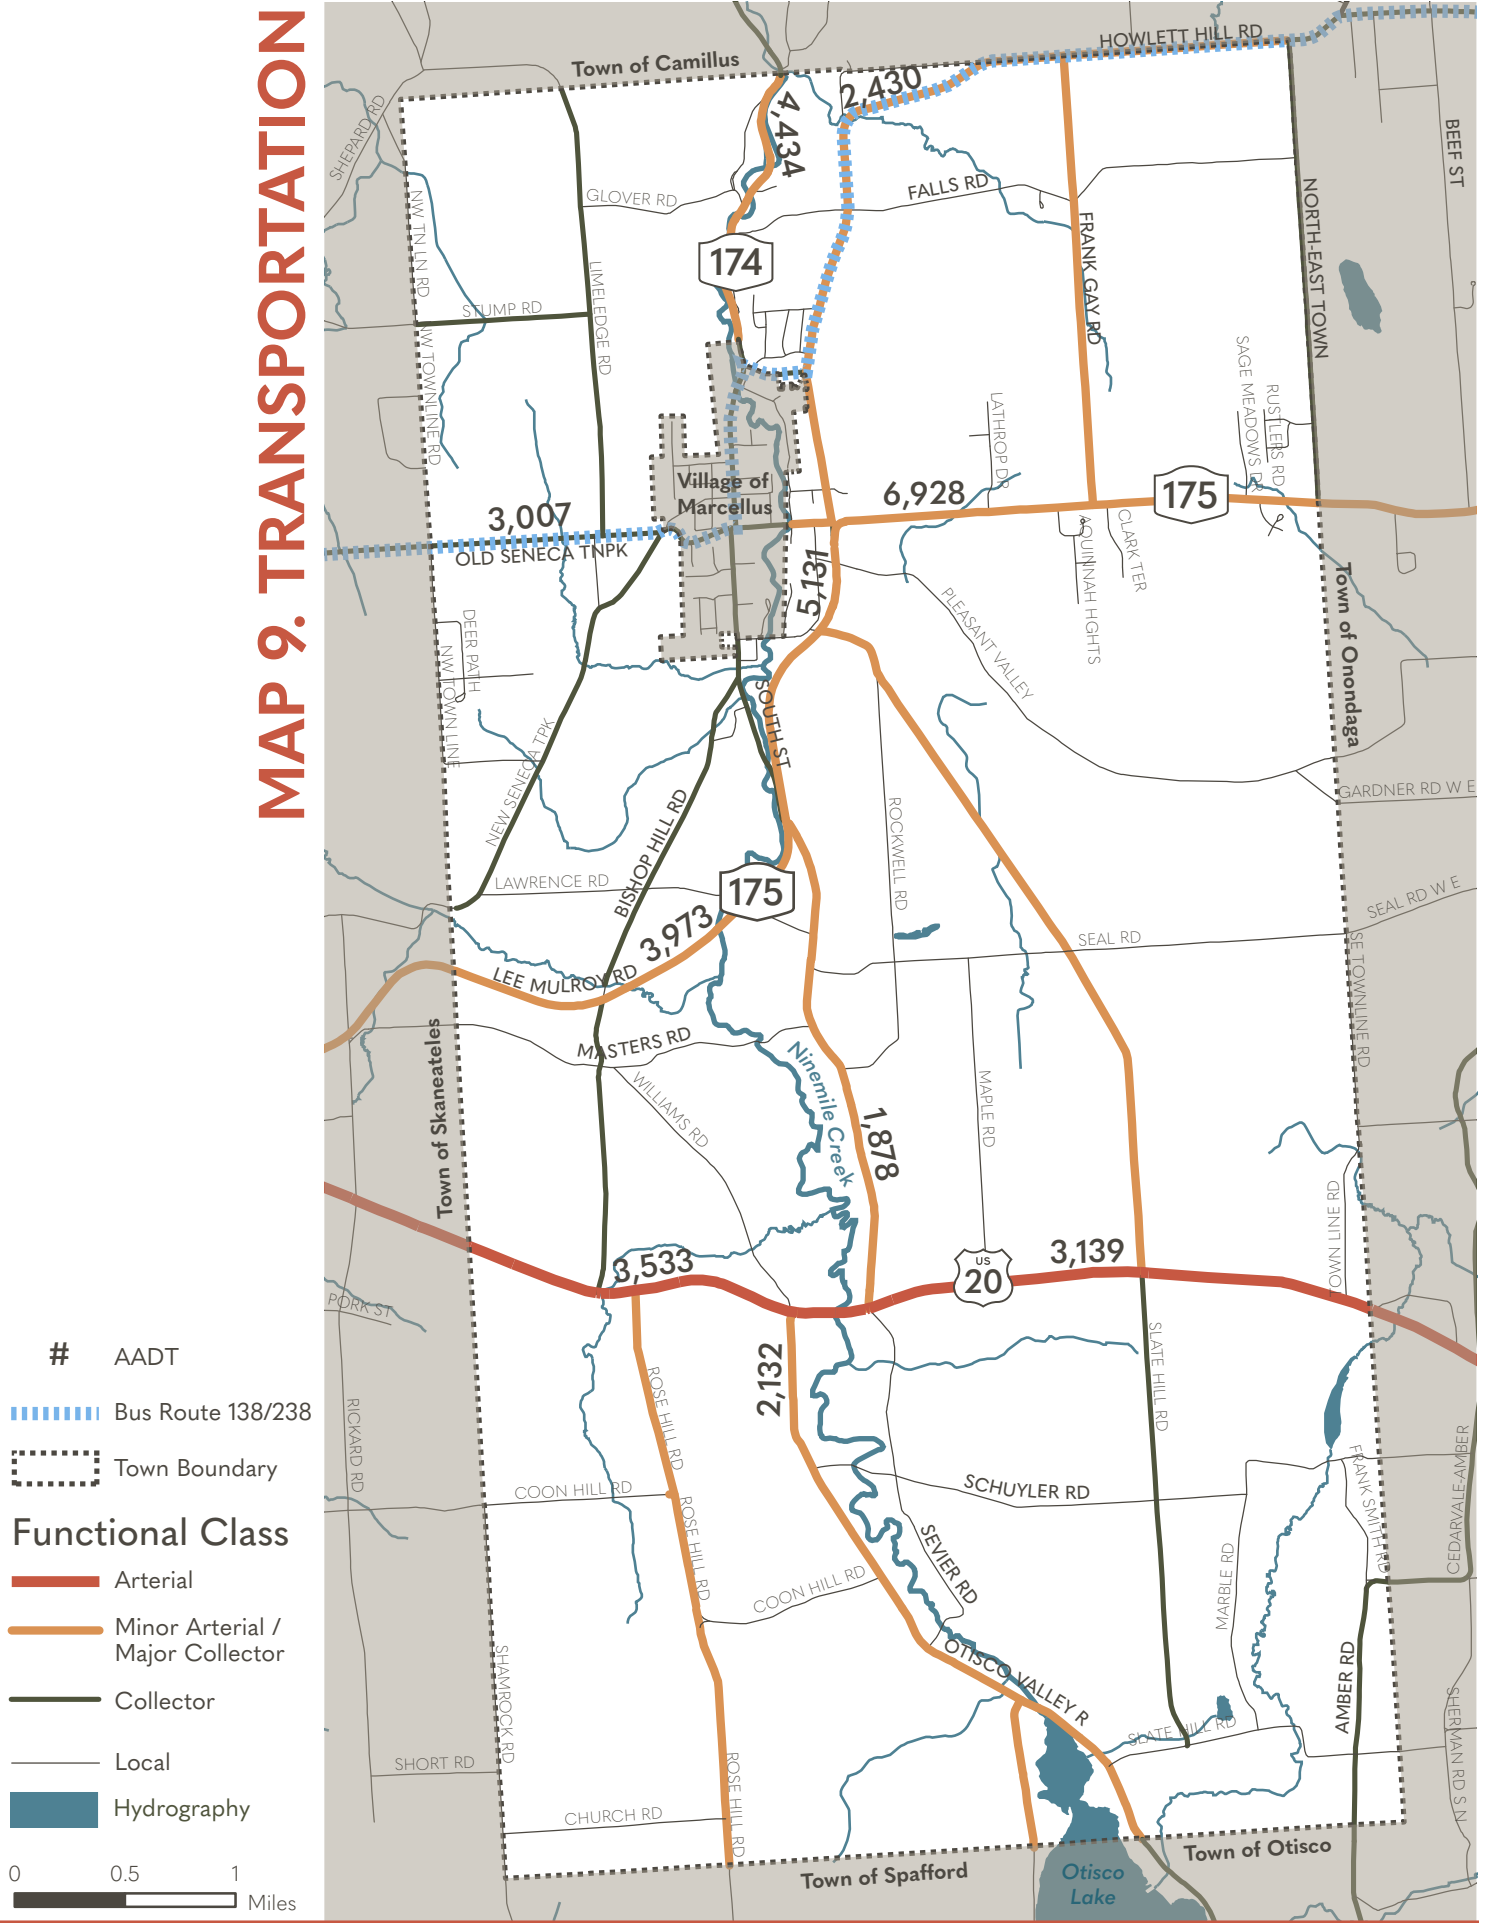 MAP 9. TRANSPORTATION
Town of Camillus
HOWLETT HILL RD
2,430
4,434
SHEPARD RD
BEEF ST
GLOVER RD
FALLS RD
NW TN LN RD
174
FRANK GAY RD
NORTH-EAST TOWN
LIMELEDGE RD
STUMP RD
NW TOWNLINE RD
SAGE MEADOWS DR
RUSTLERS RD
LATHROP DR
Village of
Marcellus
6,928
175
3,007
OLD SENECA TNPK
AQUINNAH HGHTS
CLARK TER
5,131
PLEASANT VALLEY
Town of Onondaga
DEER PATH
NW TOWN LINE
SOUTH ST
NEW SENECA TPK
GARDNER RD W E
BISHOP HILL RD
ROCKWELL RD
LAWRENCE RD
175
SEAL RD W E
3,973
SEAL RD
LEE MULROY RD
SE TOWNLINE RD
MASTERS RD
Town of Skaneateles
Ninemile Creek
WILLIAMS RD
MAPLE RD
1,878
TOWN LINE RD
3,533
US
20
3,139
PORK ST
2,132
SLATE HILL RD
ROSE HILL RD
RICKARD RD
COON HILL RD
SCHUYLER RD
FRANK SMITH RD
CEDARVALE-AMBER
ROSE HILL RD
SEVIER RD
COON HILL RD
MARBLE RD
OTISCO VALLEY R
AMBER RD
SHAMROCK RD
SLATE HILL RD
SHERMAN RD S N
SHORT RD
ROSE HILL RD
CHURCH RD
Town of Spafford
Town of Otisco
Otisco
Lake
# AADT
Bus Route 138/238
Town Boundary
Functional Class
Arterial
Minor Arterial /
Major Collector
Collector
Local
Hydrography
0 0.5 1
Miles